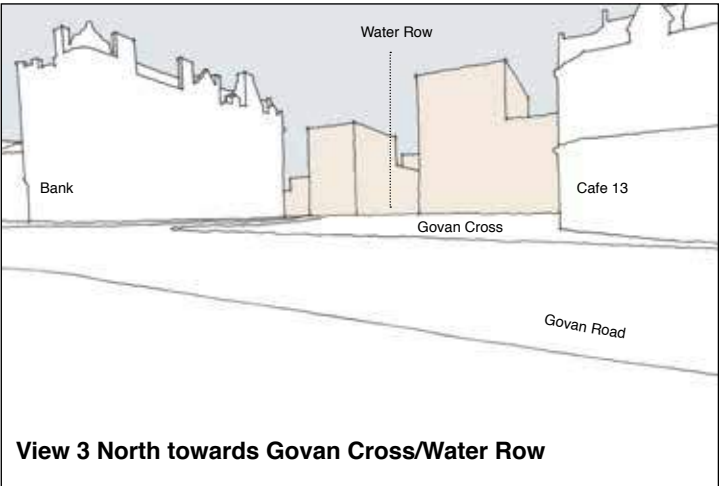 Water Row
Bank
Cafe 13
Govan Cross
Govan Road
View 3 North towards Govan Cross/Water Row